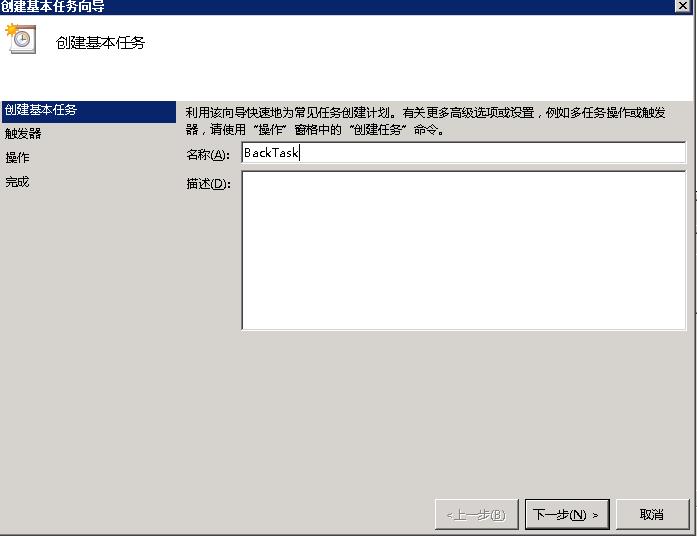 创建基本任务向导
创建基本任务
创建基本任务
触发器
操作
完成
利用该向导快速地为常见任务创建计划。有关更多高级选项或设置，例如多任务操作或触发
器，请使用“操作”窗格中的“创建任务”命令。
名称(A):
BackTask
描述(D):
<上一步(B)
下一步(N) >
取消